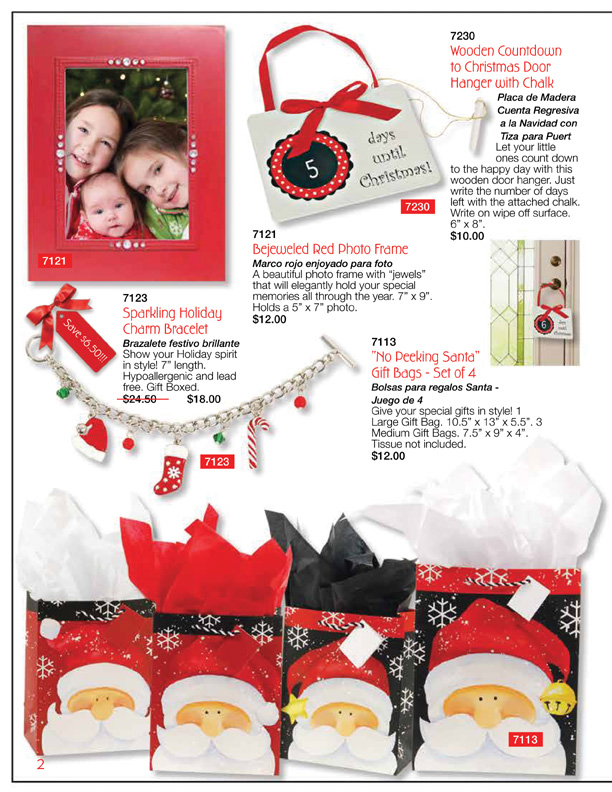 7230
Wooden Countdown
to Christmas Door
Hanger with Chalk
Placa de Madera
Cuenta Regresiva
a la Navidad con
Tiza para Puert
Let your little
ones count down
to the happy day with this
wooden door hanger. Just
write the number of days
left with the attached chalk.
Write on wipe off surface.
6" x 8".
$10.00
days
until
Christmas!
5
7230
7121
7121
Bejeweled Red Photo Frame
Marco rojo enjoyado para foto
A beautiful photo frame with “jewels”
that will elegantly hold your special
memories all through the year. 7” x 9”.
Holds a 5” x 7” photo.
$12.00
6
days
until
Christmas!
Save $6.50!!!
7123
Sparkling Holiday
Charm Bracelet
Brazalete festivo brillante
Show your Holiday spirit
in style! 7” length.
Hypoallergenic and lead
free. Gift Boxed.
$24.50 $18.00
7123
7113
"No Peeking Santa"
Gift Bags - Set of 4
Bolsas para regalos Santa -
Juego de 4
Give your special gifts in style! 1
Large Gift Bag. 10.5” x 13” x 5.5”. 3
Medium Gift Bags. 7.5” x 9” x 4”.
Tissue not included.
$12.00
7113
2